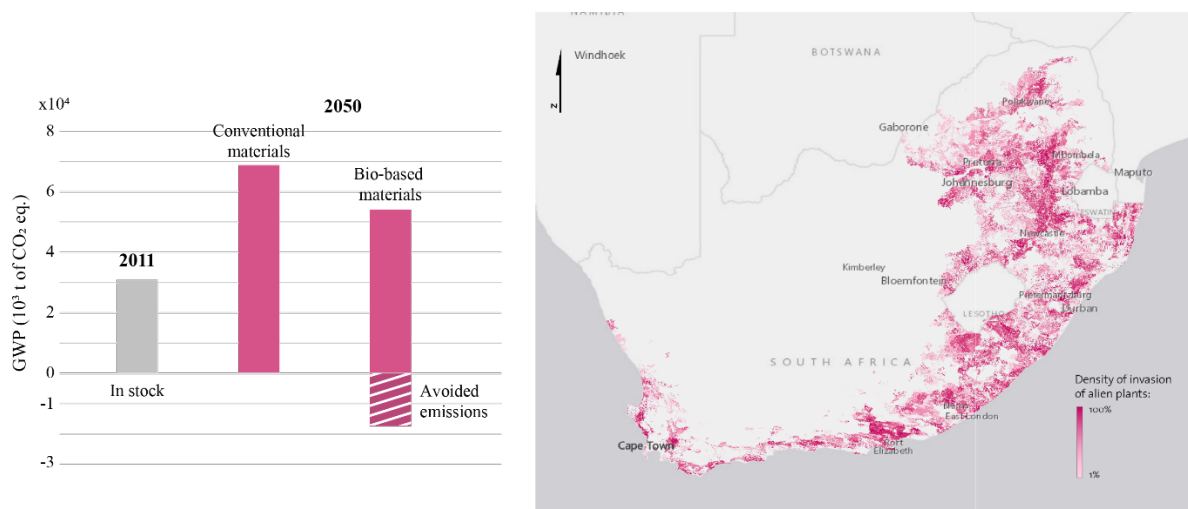 x10⁴
2050
8
Conventional
materials
Bio-based
materials
6
4
2011
2
0
In stock
Avoided
emissions
-1
-3
GWP (10³ t of CO₂ eq.)
NAMIBIA
Windhoek
BOTSWANA
N
Polokwane
Gaborone
Pretoria
Mbombela
Maputo
Johannesburg
Lobamba
ESWATINI
Newcastle
Kimberley
Bloemfontein
Pietermaritzburg
Durban
LESOTHO
SOUTH AFRICA
East London
Cape Town
Port
Elizabeth
Density of invasion
of alien plants:
100%
1%